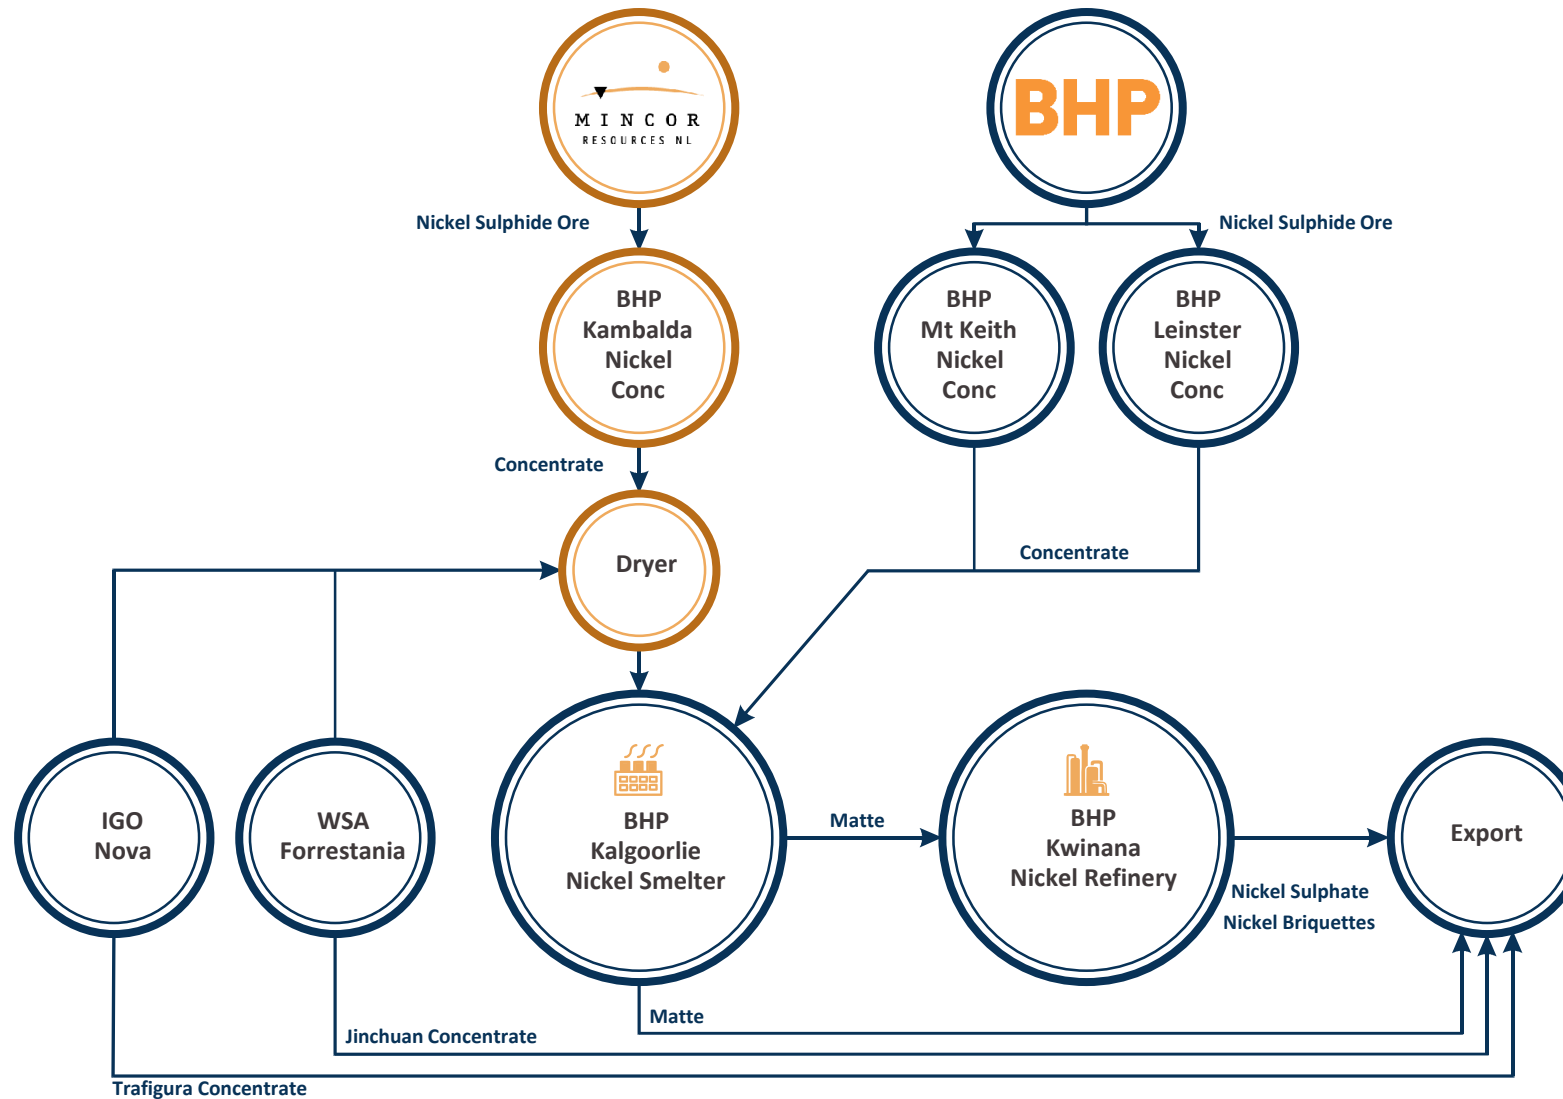 MINCOR
RESOURCES NL
BHP
Nickel Sulphide Ore
Nickel Sulphide Ore
BHP
Kambalda
Nickel
Conc
BHP
Mt Keith
Nickel
Conc
BHP
Leinster
Nickel
Conc
Concentrate
Concentrate
Dryer
IGO
Nova
WSA
Forrestania
BHP
Kalgoorlie
Nickel Smelter
Matte
BHP
Kwinana
Nickel Refinery
Nickel Sulphate
Nickel Briquettes
Export
Matte
Jinchuan Concentrate
Trafigura Concentrate